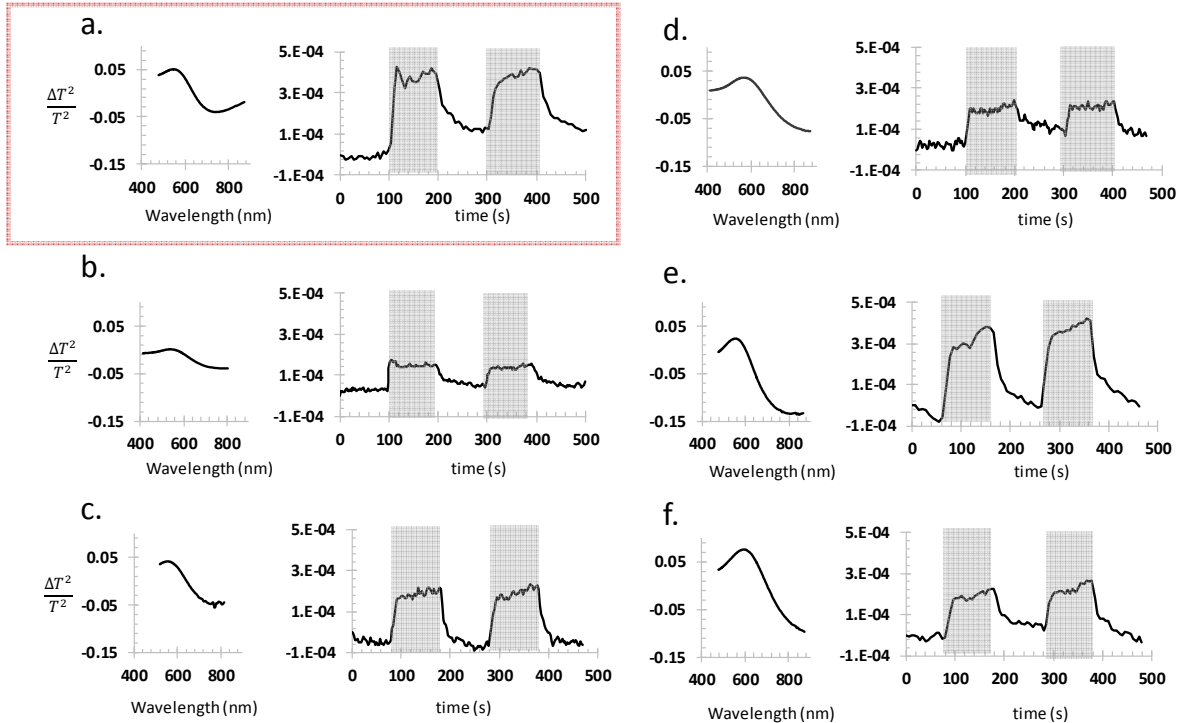 a.
ΔT²
T²
0.05
-0.05
-0.15
400 600 800
Wavelength (nm)
5.E-04
3.E-04
1.E-04
-1.E-04
0 100 200 300 400 500
time (s)
b.
ΔT²
T²
0.05
-0.05
-0.15
400 600 800
Wavelength (nm)
5.E-04
3.E-04
1.E-04
-1.E-04
0 100 200 300 400 500
time (s)
c.
ΔT²
T²
0.05
-0.05
-0.15
400 600 800
Wavelength (nm)
5.E-04
3.E-04
1.E-04
-1.E-04
0 100 200 300 400 500
time (s)
d.
0.05
-0.05
-0.15
400 600 800
Wavelength (nm)
5.E-04
3.E-04
1.E-04
-1.E-04
0 100 200 300 400 500
time (s)
e.
0.05
-0.05
-0.15
400 600 800
Wavelength (nm)
5.E-04
3.E-04
1.E-04
-1.E-04
0 100 200 300 400 500
time (s)
f.
0.05
-0.05
-0.15
400 600 800
Wavelength (nm)
5.E-04
3.E-04
1.E-04
-1.E-04
0 100 200 300 400 500
time (s)